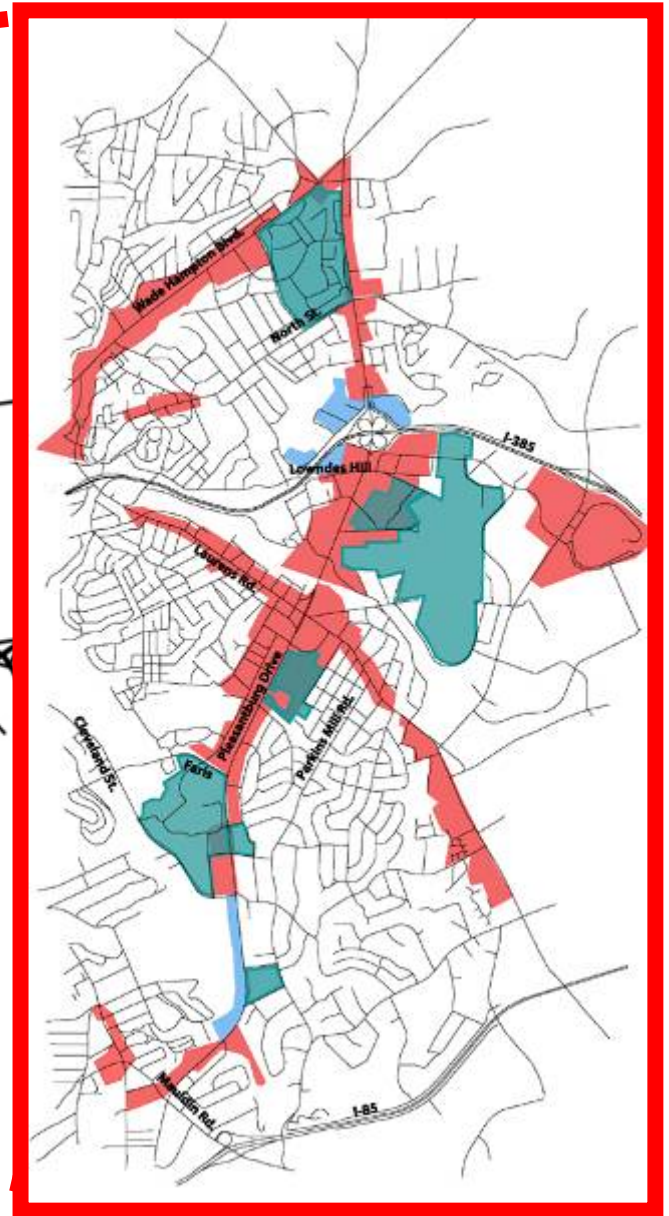 Wade Hampton Blvd.
North St.
I-385
Lowndes Hill
Laurens Rd.
Pleasantburg Drive
Parkins Mill Rd.
Cleveland St.
Faris
Mauldin Rd.
I-85